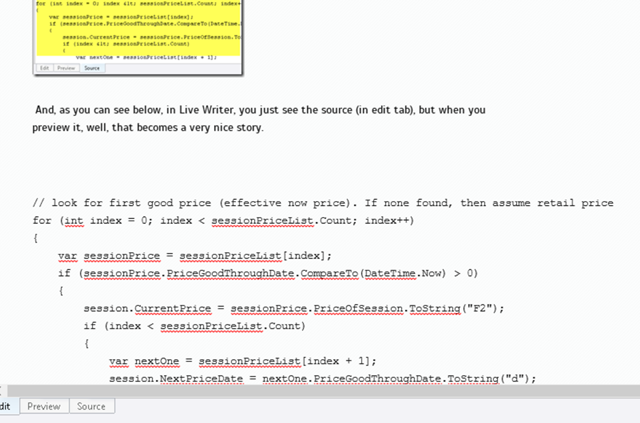 for (int index = 0; index &lt; sessionPriceList.Count; index+
{
var sessionPrice = sessionPriceList[index];
if (sessionPrice.PriceGoodThroughDate.CompareTo(DateTime.
{
session.CurrentPrice = sessionPrice.PriceOfSession.To
if (index &lt; sessionPriceList.Count)
{
var nextOne = sessionPriceList[index + 1];
Edit Preview Source
And, as you can see below, in Live Writer, you just see the source (in edit tab), but when you
preview it, well, that becomes a very nice story.
// look for first good price (effective now price). If none found, then assume retail price
for (int index = 0; index < sessionPriceList.Count; index++)
{
var sessionPrice = sessionPriceList[index];
if (sessionPrice.PriceGoodThroughDate.CompareTo(DateTime.Now) > 0)
{
session.CurrentPrice = sessionPrice.PriceOfSession.ToString("F2");
if (index < sessionPriceList.Count)
{
var nextOne = sessionPriceList[index + 1];
session.NextPriceDate = nextOne.PriceGoodThroughDate.ToString("d");
dit Preview Source